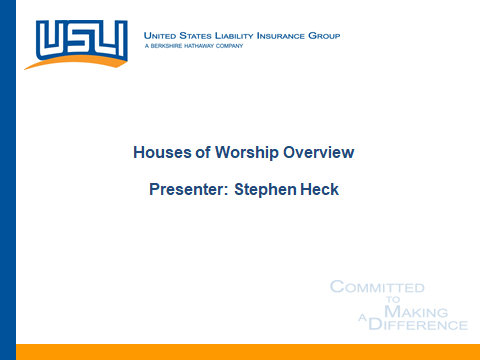 USLI
United States Liability Insurance Group
A Berkshire Hathaway Company
Houses of Worship Overview
Presenter: Stephen Heck
Committed
to
Making
a Difference